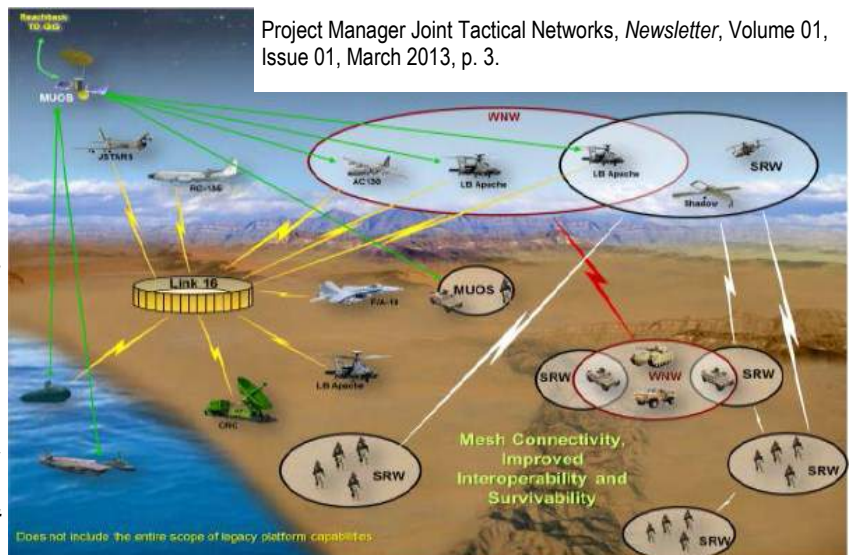 Project Manager Joint Tactical Networks, Newsletter, Volume 01,
Issue 01, March 2013, p. 3.
Reachback
TO GIG
MUOS
JSTARS
RC-135
WNW
AC130
LB Apache
LB Apache
SRW
Shadow
Link 16
F/A-18
MUOS
LB Apache
CRC
SRW
WNW
SRW
SRW
SRW
SRW
Mesh Connectivity,
Improved
Interoperability and
Survivability
Does not include the entire scope of legacy platform capabilities